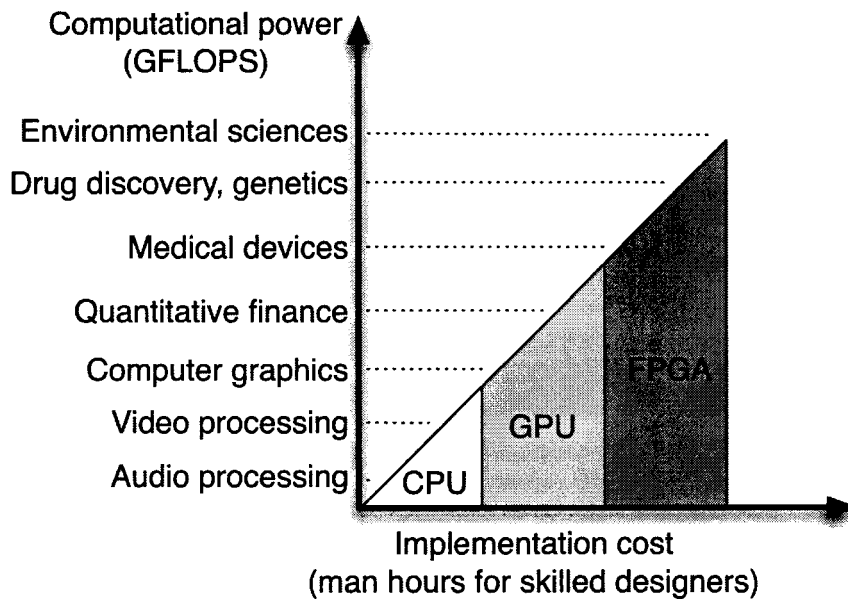 Computational power
(GFLOPS)
Environmental sciences
Drug discovery, genetics
Medical devices
Quantitative finance
Computer graphics
Video processing
Audio processing
CPU
GPU
FPGA
Implementation cost
(man hours for skilled designers)